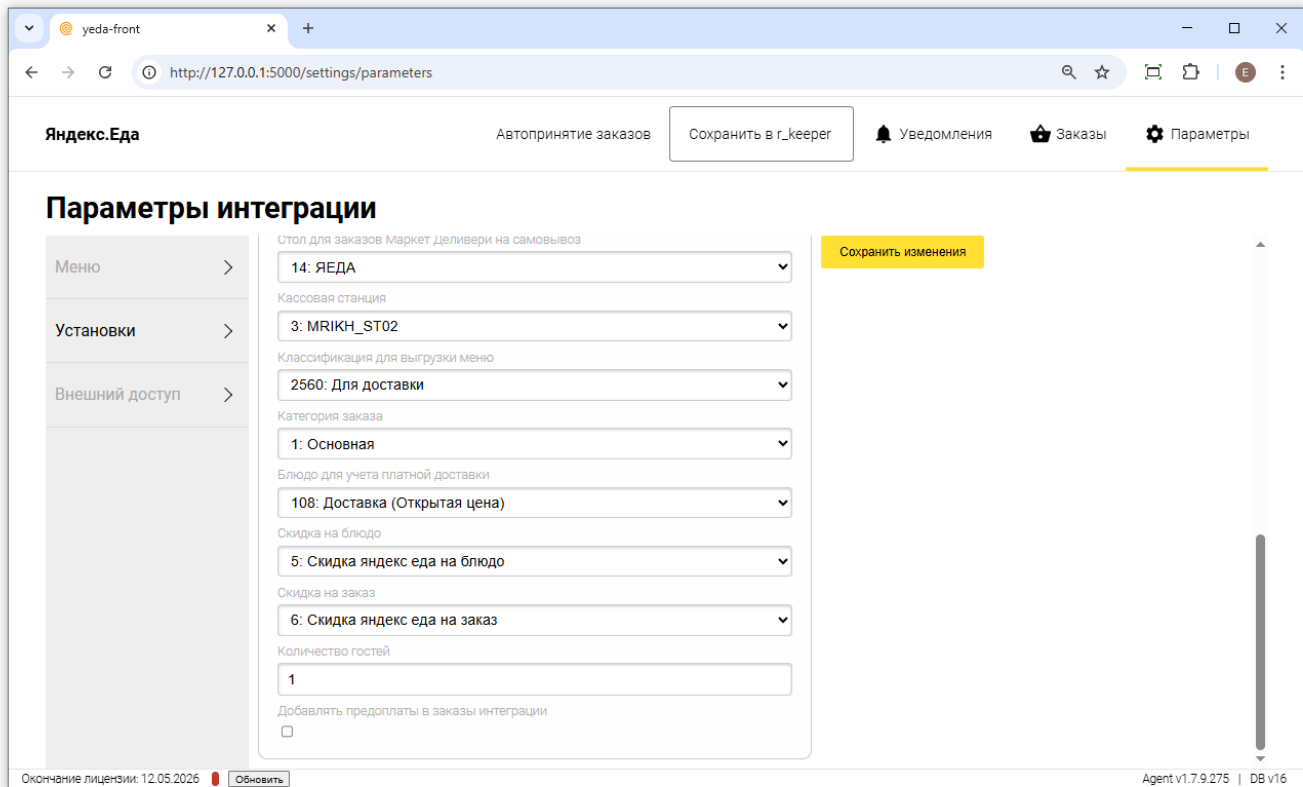 yeda-front
http://127.0.0.1:5000/settings/parameters
E
Яндекс.Еда
Автопринятие заказов
Сохранить в r_keeper
Уведомления
Заказы
Параметры
Параметры интеграции
Меню
Установки
Внешний доступ
Стол для заказов Маркет Деливери на самовывоз
14: ЯЕДА
Кассовая станция
3: MRIKH_ST02
Классификация для выгрузки меню
2560: Для доставки
Категория заказа
1: Основная
Блюдо для учета платной доставки
108: Доставка (Открытая цена)
Скидка на блюдо
5: Скидка яндекс еда на блюдо
Скидка на заказ
6: Скидка яндекс еда на заказ
Количество гостей
1
Добавлять предоплаты в заказы интеграции
Сохранить изменения
Окончание лицензии: 12.05.2026
Обновить
Agent v1.7.9.275 | DB v16